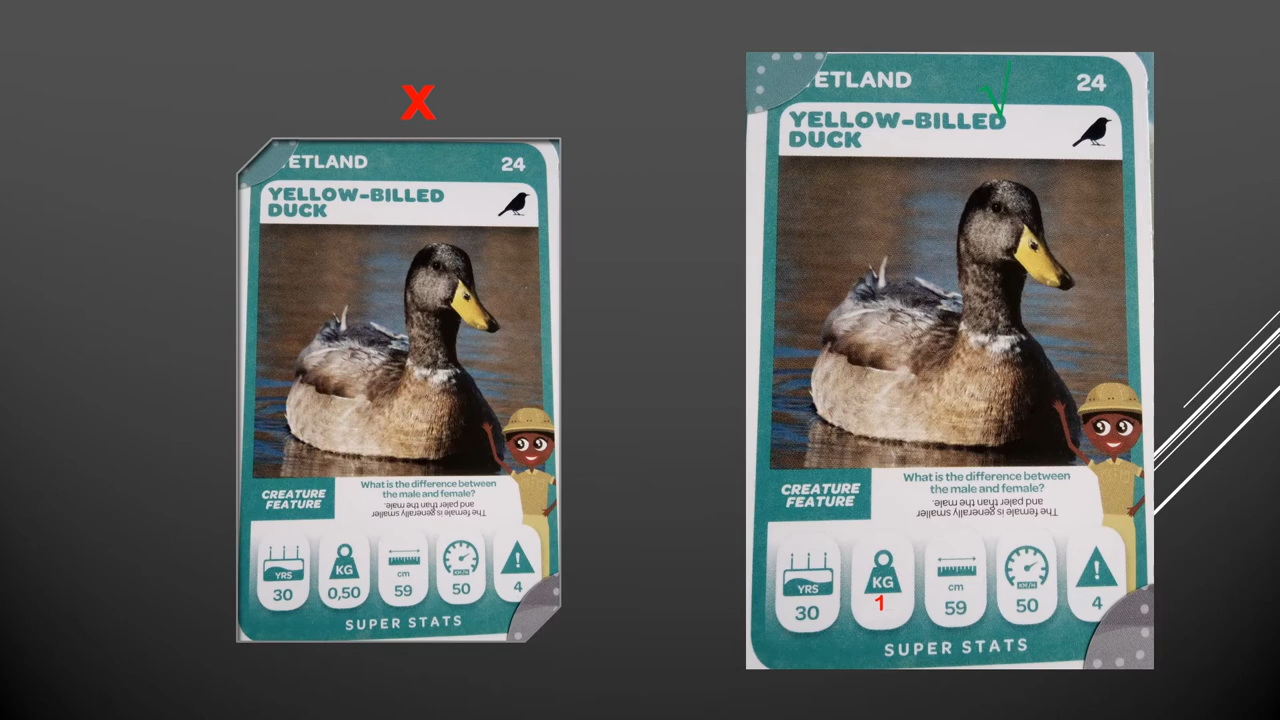 X
ETLAND
24
YELLOW-BILLED
DUCK
CREATURE
FEATURE
What is the difference between
the male and female?
The female is generally smaller
and paler than the male.
YRS
30
KG
0,50
cm
59
KM/H
50
4
SUPER STATS
ETLAND
24
YELLOW-BILLED
DUCK
CREATURE
FEATURE
What is the difference between
the male and female?
The female is generally smaller
and paler than the male.
YRS
30
KG
1
cm
59
KM/H
50
4
SUPER STATS